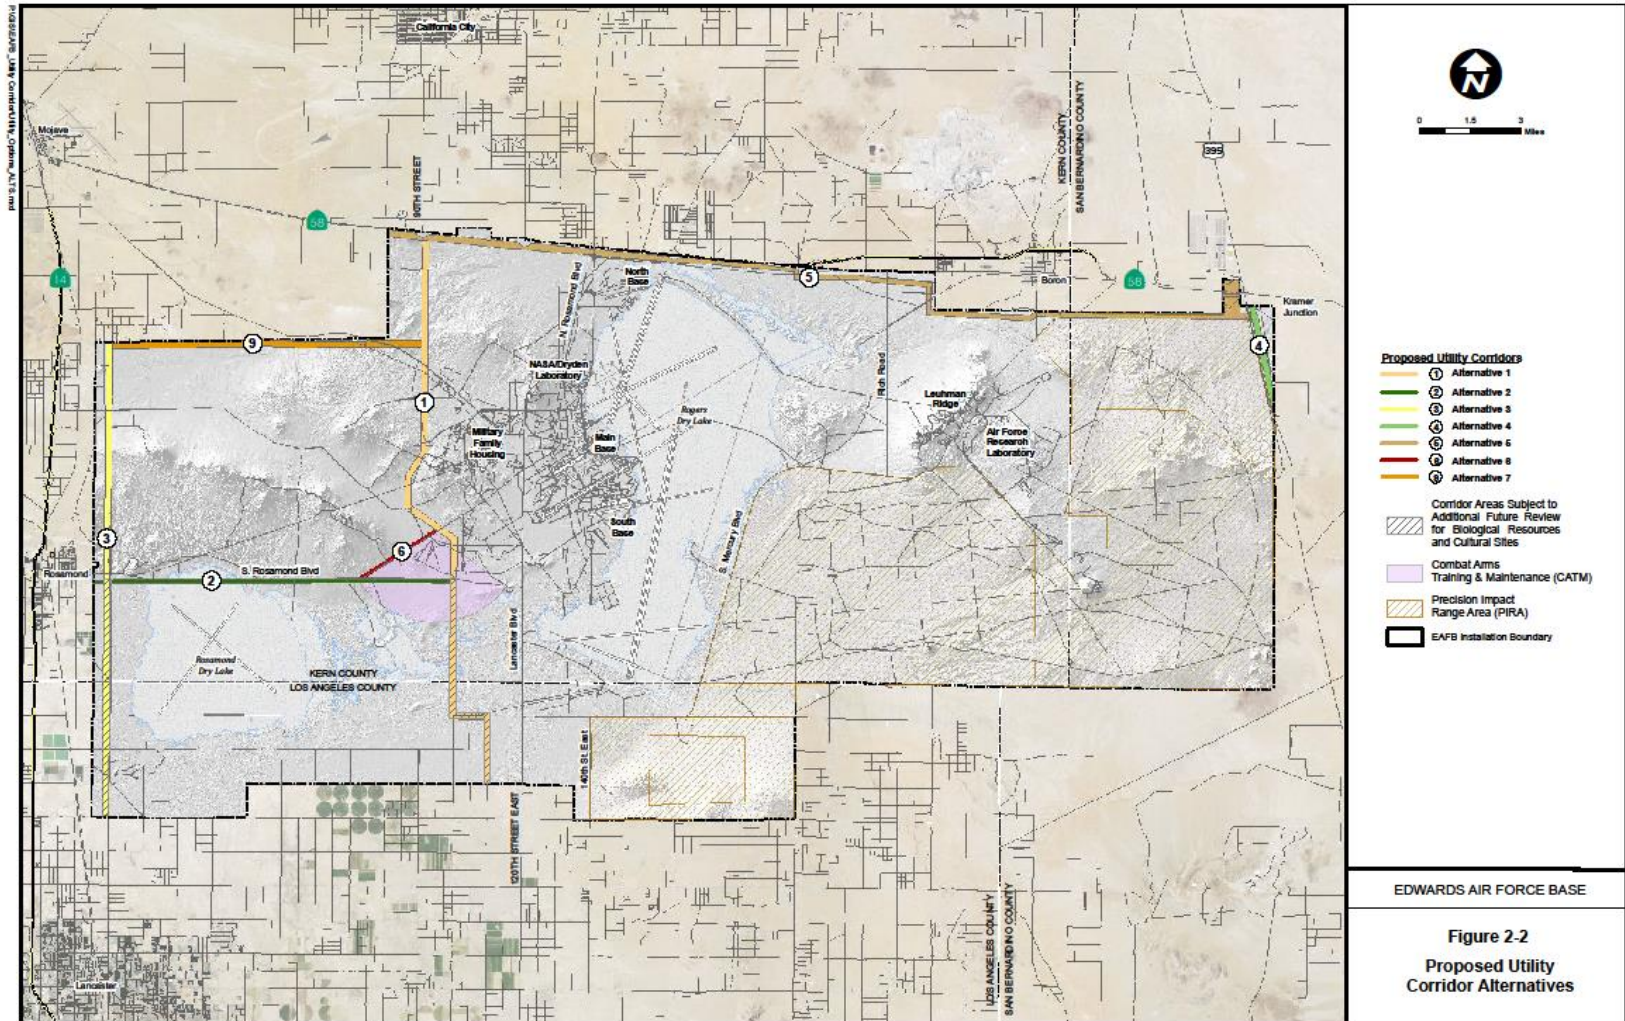 California City
Mojave
90TH STREET
KERN COUNTY
SAN BERNARDINO COUNTY
395
58
14
N. Rosamond Blvd
North
Base
5
Boron
58
Kramer
Junction
9
4
NASA/Dryden
Laboratory
Rich Road
1
Leuhman
Ridge
Rogers
Dry Lake
Military
Family
Housing
Main
Base
Air Force
Research
Laboratory
3
South
Base
S. Mercury Blvd
6
Rosamond
2
S. Rosamond Blvd
Lancaster Blvd
Rosamond
Dry Lake
KERN COUNTY
LOS ANGELES COUNTY
140th St. East
120TH STREET EAST
LOS ANGELES COUNTY
SAN BERNARDINO COUNTY
Lancaster
N
0 1.5 3
Miles
Proposed Utility Corridors
1 Alternative 1
2 Alternative 2
3 Alternative 3
4 Alternative 4
5 Alternative 5
Alternative 6
9 Alternative 7
Corridor Areas Subject to
Additional Future Review
for Biological Resources
and Cultural Sites
Combat Arms
Training & Maintenance (CATM)
Precision Impact
Range Area (PIRA)
EAFB Installation Boundary
EDWARDS AIR FORCE BASE
Figure 2-2
Proposed Utility
Corridor Alternatives